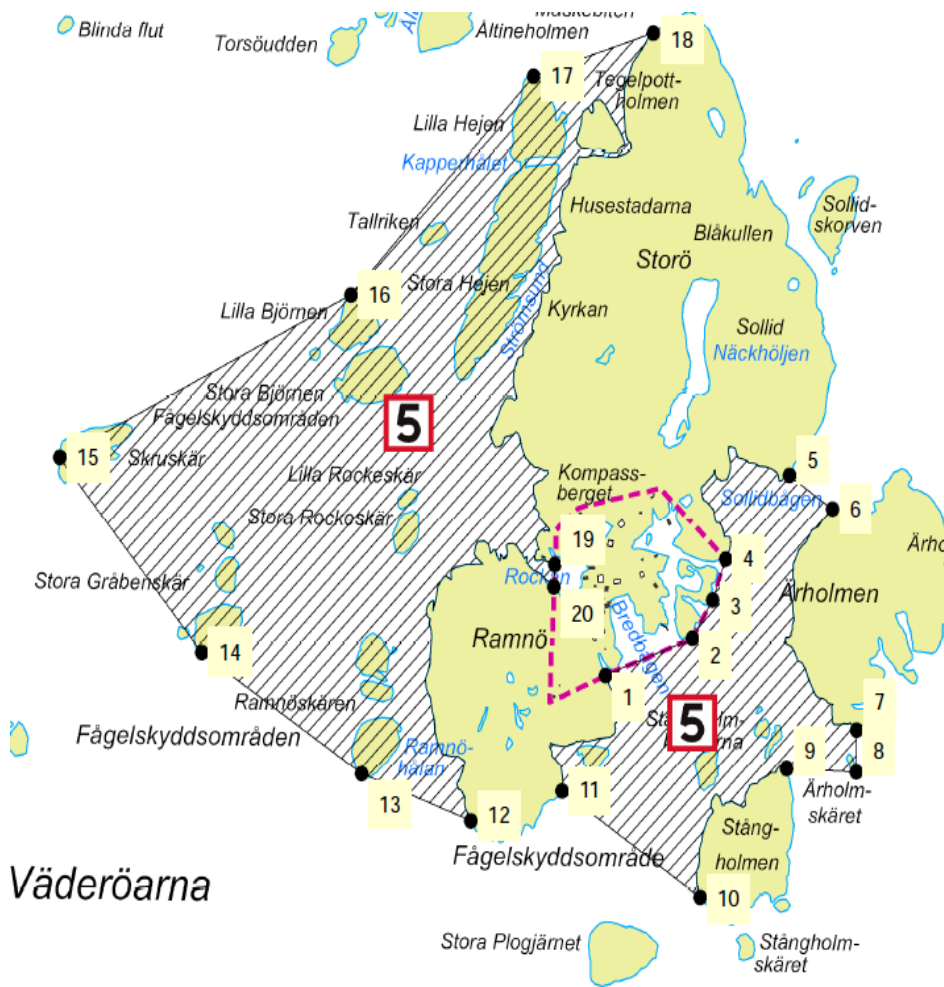 Blinda flut
Torsöudden
Ältineholmen
18
17
Tegelpott-
holmen
Lilla Hejen
Kapperhålet
Husestadarna
Sollid-
skorven
Tallriken
Blåkullen
Storö
Stora Hejen
16
Lilla Björnen
Strömsund
Kyrkan
Sollid
Näckhöljen
Stora Björnen
Fågelskyddsområden
5
15
Skruskär
Lilla Rockeskär
Kompass-
berget
5
Sollidbågen
Stora Rockoskär
6
19
Ärho
4
Rockan
Stora Gråbenskär
20
Ärholmen
3
Bredbågen
Ramnö
2
14
1
Ramnöskären
5
7
Fågelskyddsområden
Ramnö-
hålan
9
8
11
Ärholm-
skäret
13
12
Stång-
holmen
Fågelskyddsområde
Väderöarna
10
Stora Plogjärnet
Stångholm-
skäret